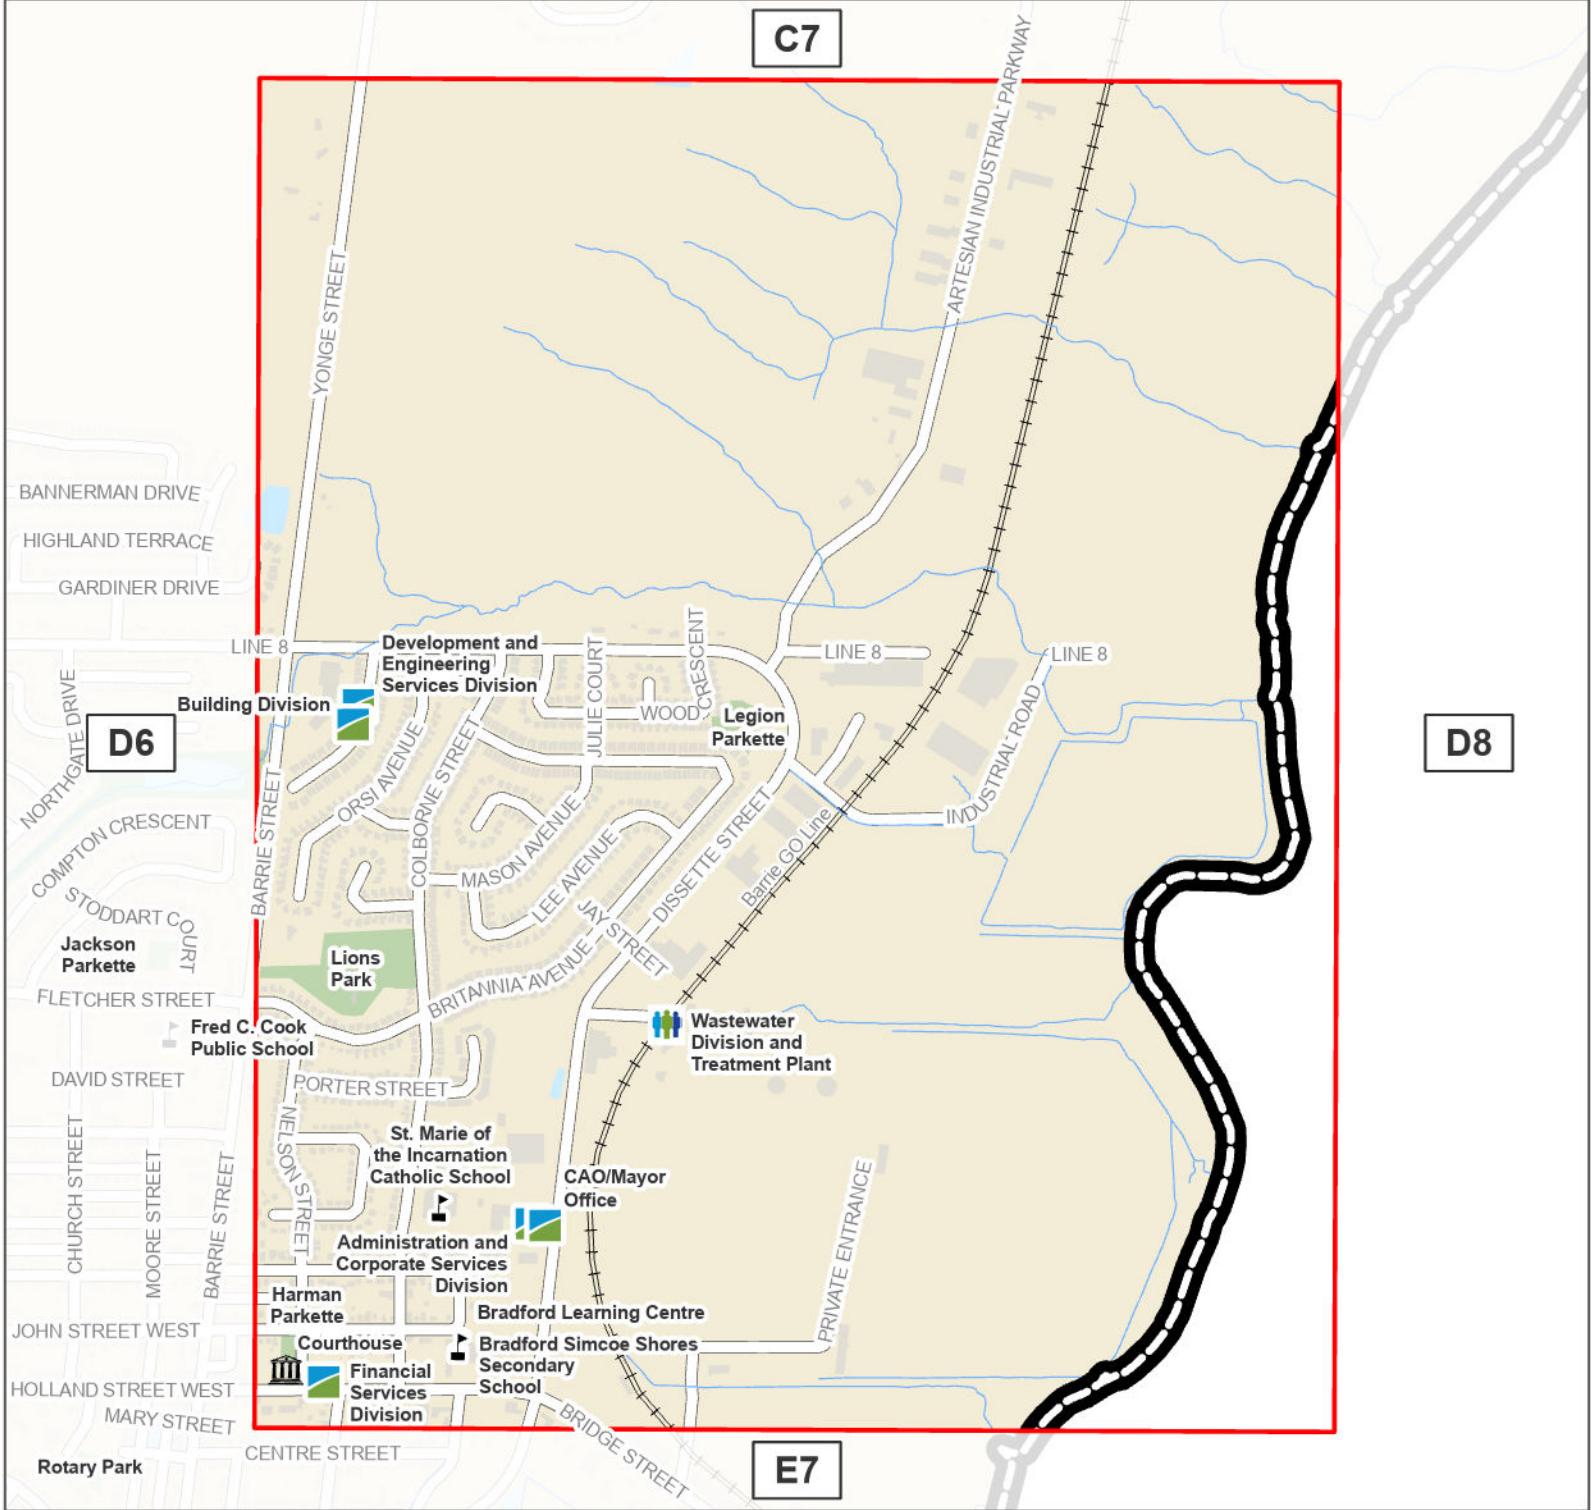 C7
ARTESIAN INDUSTRIAL PARKWAY
YONGE STREET
BANNERMAN DRIVE
HIGHLAND TERRACE
GARDINER DRIVE
LINE 8
Development and
Engineering
Services Division
JULIE COURT
WOOD CRESCENT
LINE 8
LINE 8
Building Division
Legion
Parkette
NORTHGATE DRIVE
D6
D8
ORSI AVENUE
COLBORNE STREET
INDUSTRIAL ROAD
BARRIE STREET
COMPTON CRESCENT
MASON AVENUE
LEE AVENUE
DISSETTE STREET
Barrie GO Line
STODDART COURT
JAY STREET
Jackson
Parkette
Lions
Park
BRITANNIA AVENUE
FLETCHER STREET
Fred C. Cook
Public School
Wastewater
Division and
Treatment Plant
DAVID STREET
PORTER STREET
NELSON STREET
St. Marie of
the Incarnation
Catholic School
CHURCH STREET
MOORE STREET
BARRIE STREET
CAO/Mayor
Office
Administration and
Corporate Services
Division
PRIVATE ENTRANCE
Harman
Parkette
Bradford Learning Centre
JOHN STREET WEST
Courthouse
Bradford Simcoe Shores
Secondary
School
Financial
Services
Division
HOLLAND STREET WEST
MARY STREET
BRIDGE STREET
CENTRE STREET
Rotary Park
E7